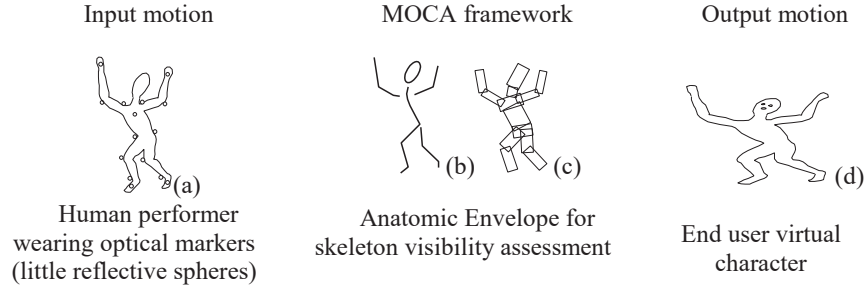 Input motion
MOCA framework
Output motion
(a)
(b)
(c)
(d)
Human performer
wearing optical markers
(little reflective spheres)
Anatomic Envelope for
skeleton visibility assessment
End user virtual
character